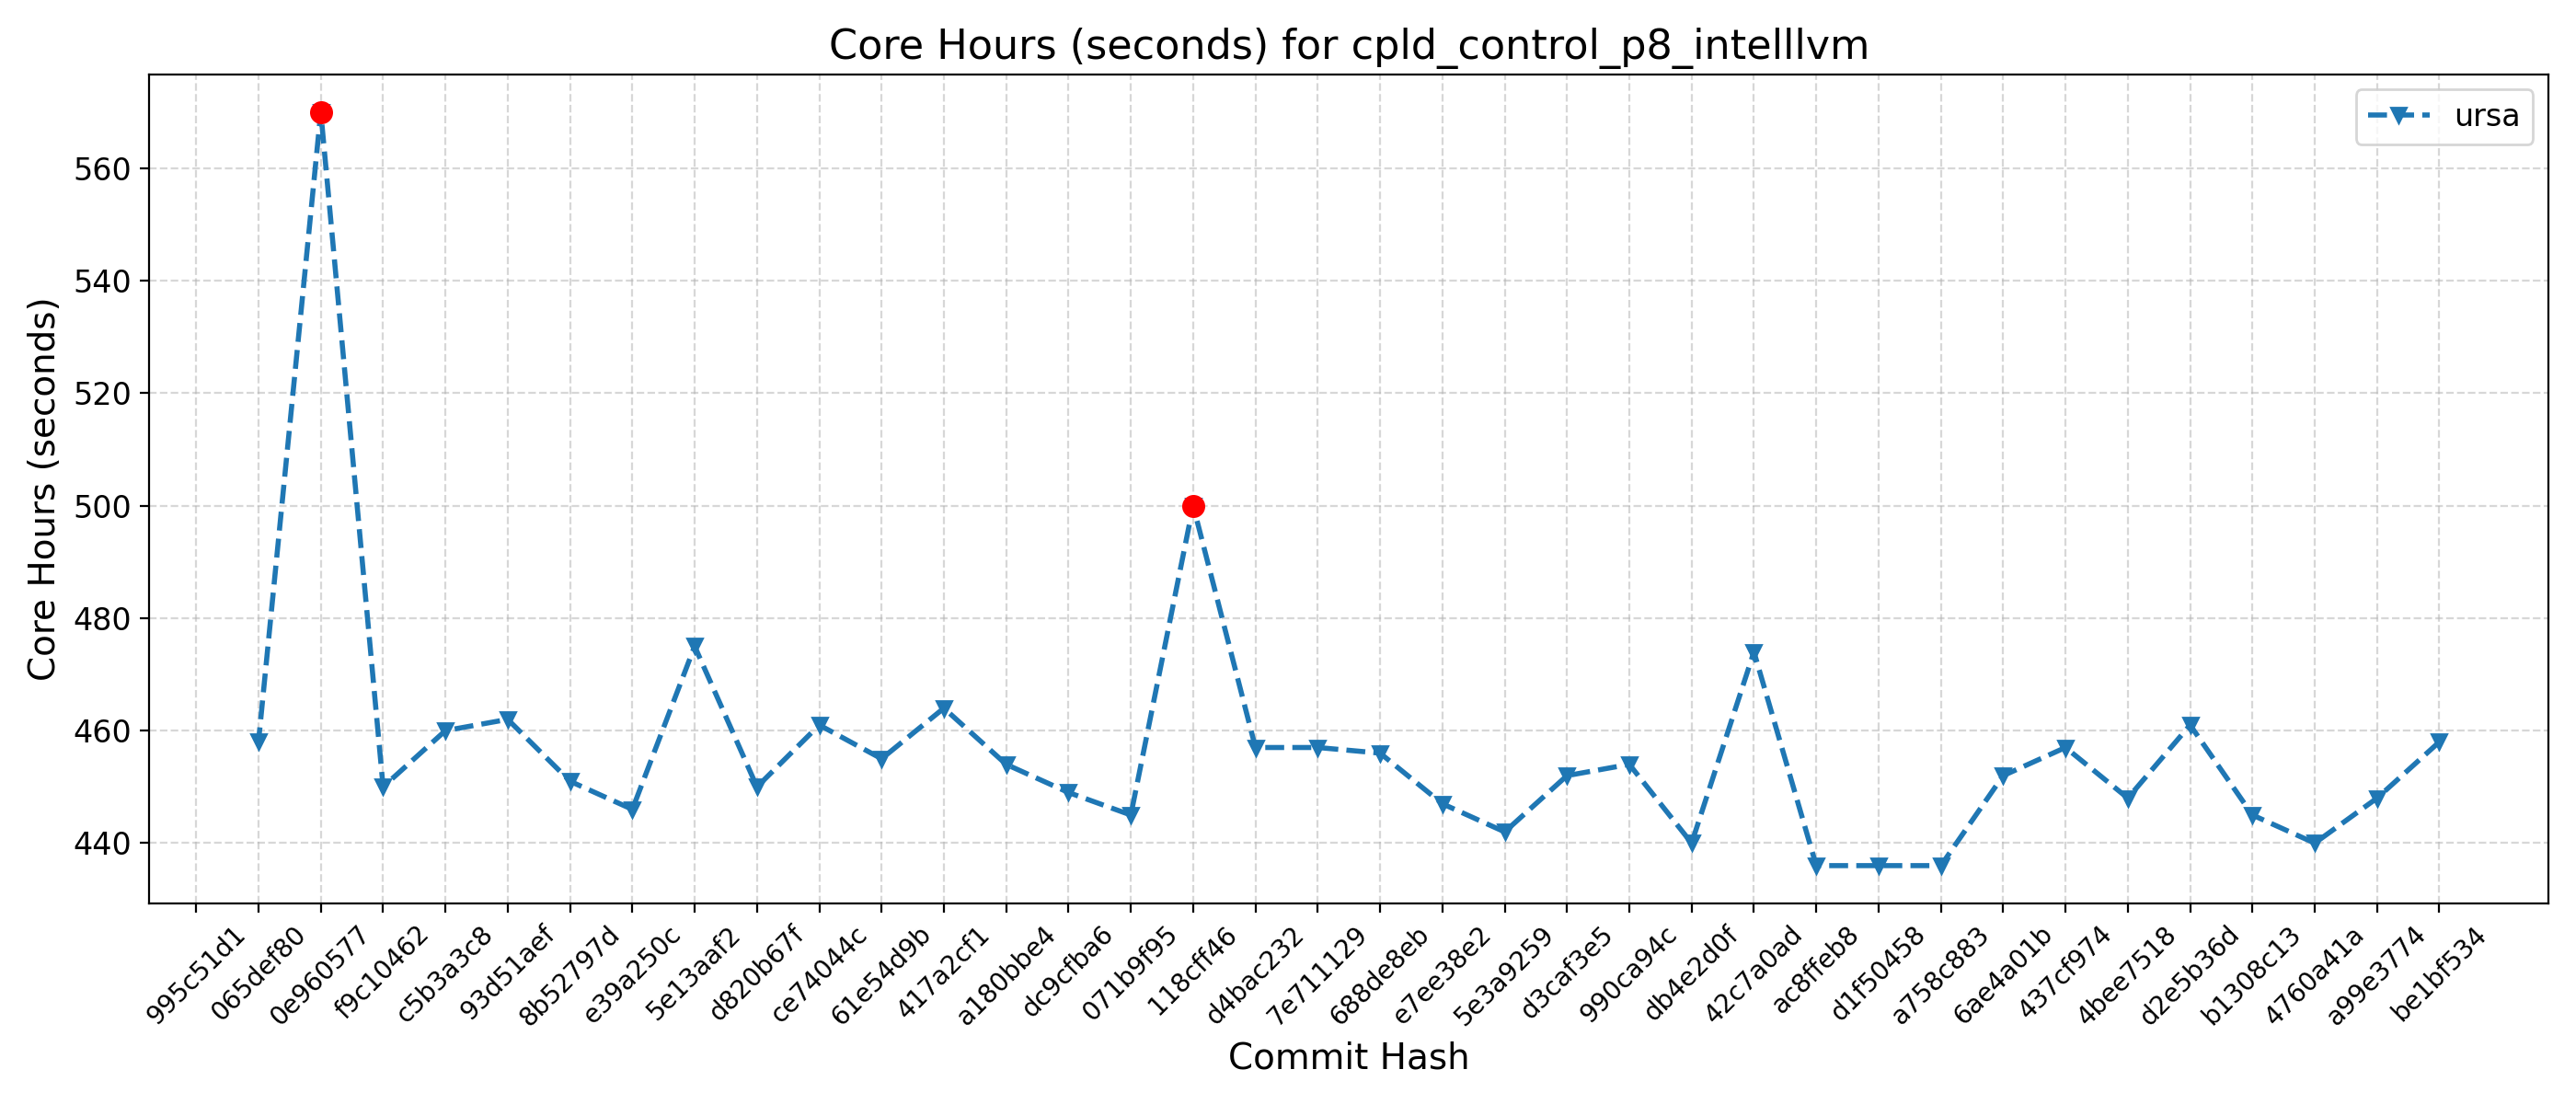 Core Hours (seconds) for cpld_control_p8_intelllvm
ursa
Core Hours (seconds)
560
540
520
500
480
460
440
995c51d1
065def80
0e960577
f9c10462
c5b3a3c8
93d51aef
8b52797d
e39a250c
5e13aaf2
d820b67f
ce74044c
61e54d9b
417a2cf1
a180bbe4
dc9cfba6
071b9f95
118cff46
d4bac232
7e711129
688de8eb
e7ee38e2
5e3a9259
d3caf3e5
990ca94c
db4e2d0f
42c7a0ad
ac8ffeb8
d1f50458
a758c883
6ae4a01b
437cf974
4bee7518
d2e5b36d
b1308c13
4760a41a
a99e3774
be1bf534
Commit Hash